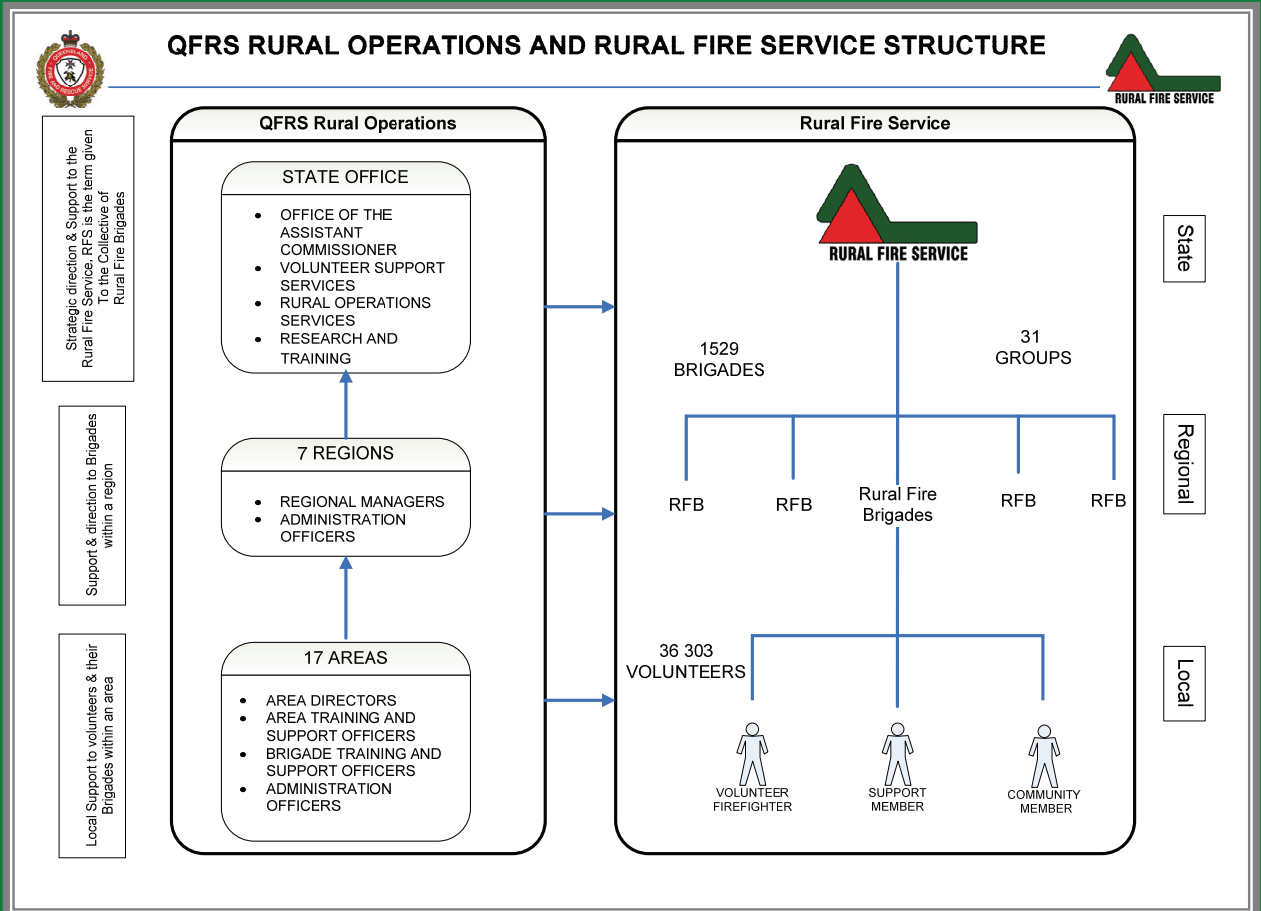 QFRS RURAL OPERATIONS AND RURAL FIRE SERVICE STRUCTURE
QUEENSLAND
FIRE AND RESCUE SERVICE
RURAL FIRE SERVICE
Strategic direction & Support to the
Rural Fire Service. RFS is the term given
To the Collective of
Rural Fire Brigades
Support & direction to Brigades
within a region
Local Support to volunteers & their
Brigades within an area
QFRS Rural Operations
STATE OFFICE
• OFFICE OF THE
ASSISTANT
COMMISSIONER
• VOLUNTEER SUPPORT
SERVICES
• RURAL OPERATIONS
SERVICES
• RESEARCH AND
TRAINING
7 REGIONS
• REGIONAL MANAGERS
• ADMINISTRATION
OFFICERS
17 AREAS
• AREA DIRECTORS
• AREA TRAINING AND
SUPPORT OFFICERS
• BRIGADE TRAINING AND
SUPPORT OFFICERS
• ADMINISTRATION
OFFICERS
Rural Fire Service
RURAL FIRE SERVICE
1529
BRIGADES
31
GROUPS
RFB
RFB
Rural Fire
Brigades
RFB
RFB
36 303
VOLUNTEERS
VOLUNTEER
FIREFIGHTER
SUPPORT
MEMBER
COMMUNITY
MEMBER
State
Regional
Local